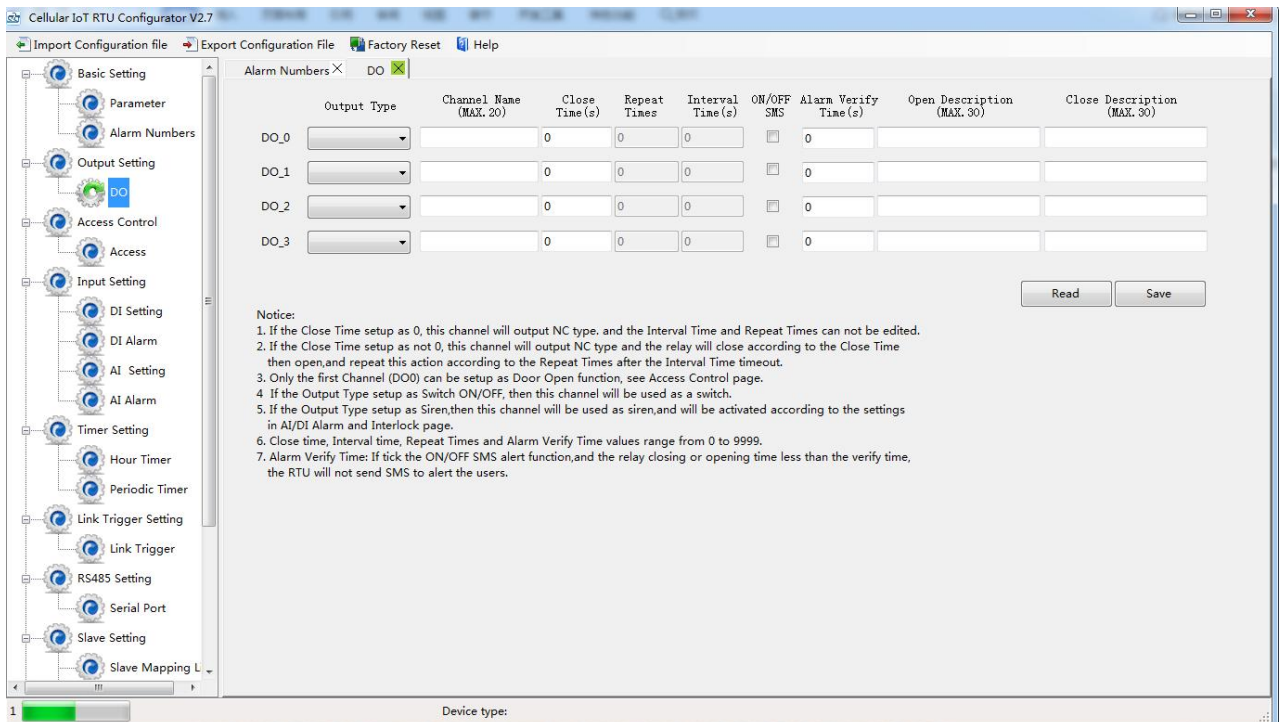 Cellular IoT RTU Configurator V2.7
Import Configuration file Export Configuration File Factory Reset Help
Basic Setting
Parameter
Alarm Numbers
Output Setting
DO
Access Control
Access
Input Setting
DI Setting
DI Alarm
AI Setting
AI Alarm
Timer Setting
Hour Timer
Periodic Timer
Link Trigger Setting
Link Trigger
RS485 Setting
Serial Port
Slave Setting
Slave Mapping L
Alarm Numbers DO
Output Type Channel Name (MAX. 20) Close Time(s) Repeat Times Interval Time(s) ON/OFF SMS Alarm Verify Time(s) Open Description (MAX. 30) Close Description (MAX. 30)
DO_0 0 0 0 0
DO_1 0 0 0 0
DO_2 0 0 0 0
DO_3 0 0 0 0
Read Save
Notice:
1. If the Close Time setup as 0, this channel will output NC type. and the Interval Time and Repeat Times can not be edited.
2. If the Close Time setup as not 0, this channel will output NC type and the relay will close according to the Close Time
then open,and repeat this action according to the Repeat Times after the Interval Time timeout.
3. Only the first Channel (DO0) can be setup as Door Open function, see Access Control page.
4 If the Output Type setup as Switch ON/OFF, then this channel will be used as a switch.
5. If the Output Type setup as Siren,then this channel will be used as siren,and will be activated according to the settings
in AI/DI Alarm and Interlock page.
6. Close time, Interval time, Repeat Times and Alarm Verify Time values range from 0 to 9999.
7. Alarm Verify Time: If tick the ON/OFF SMS alert function,and the relay closing or opening time less than the verify time,
the RTU will not send SMS to alert the users.
1 Device type: